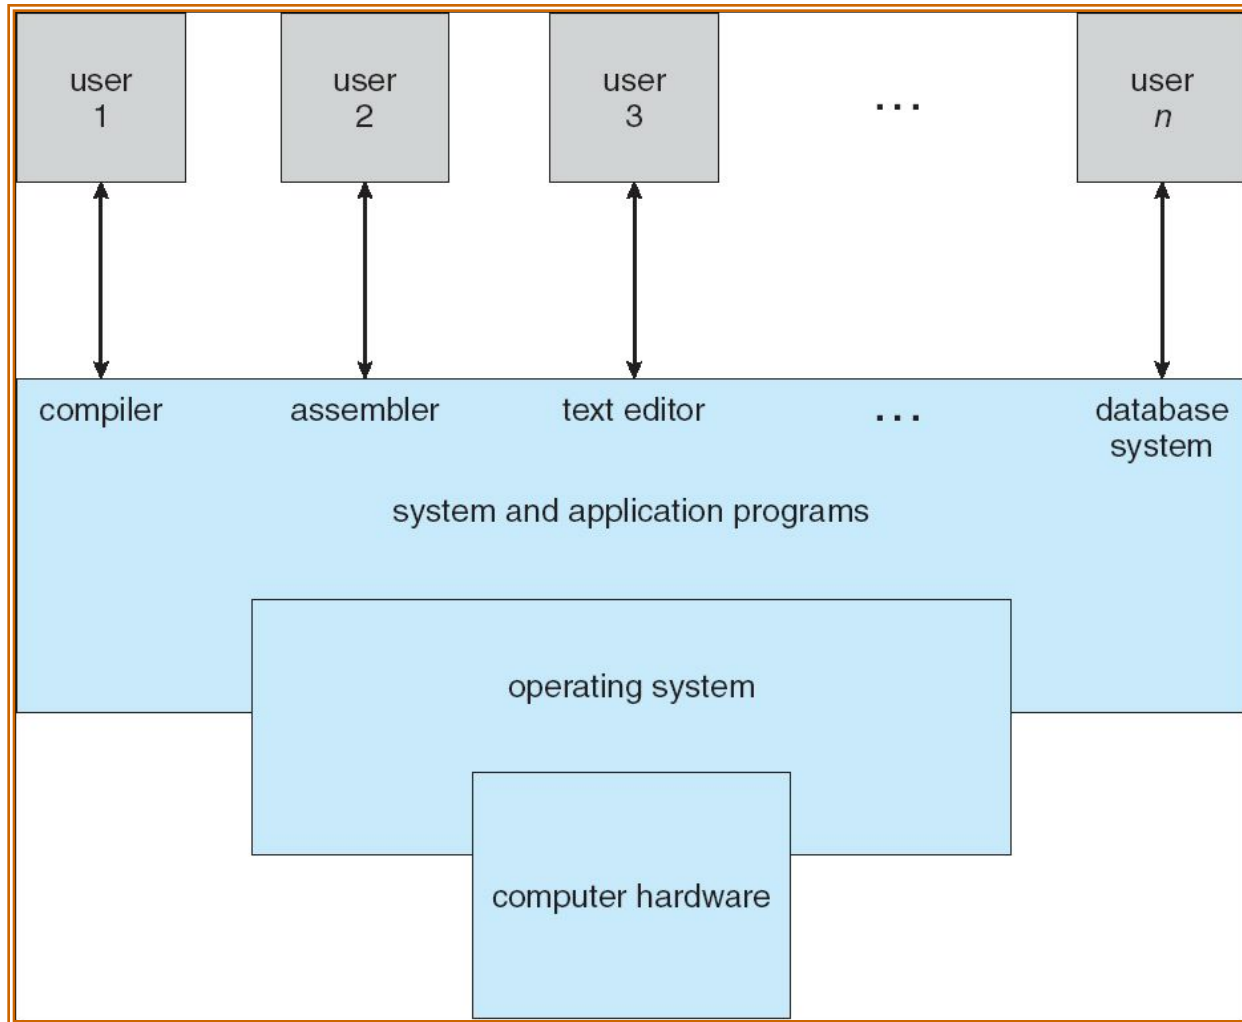 user
1
user
2
user
3
...
user
n
compiler
assembler
text editor
...
database
system
system and application programs
operating system
computer hardware